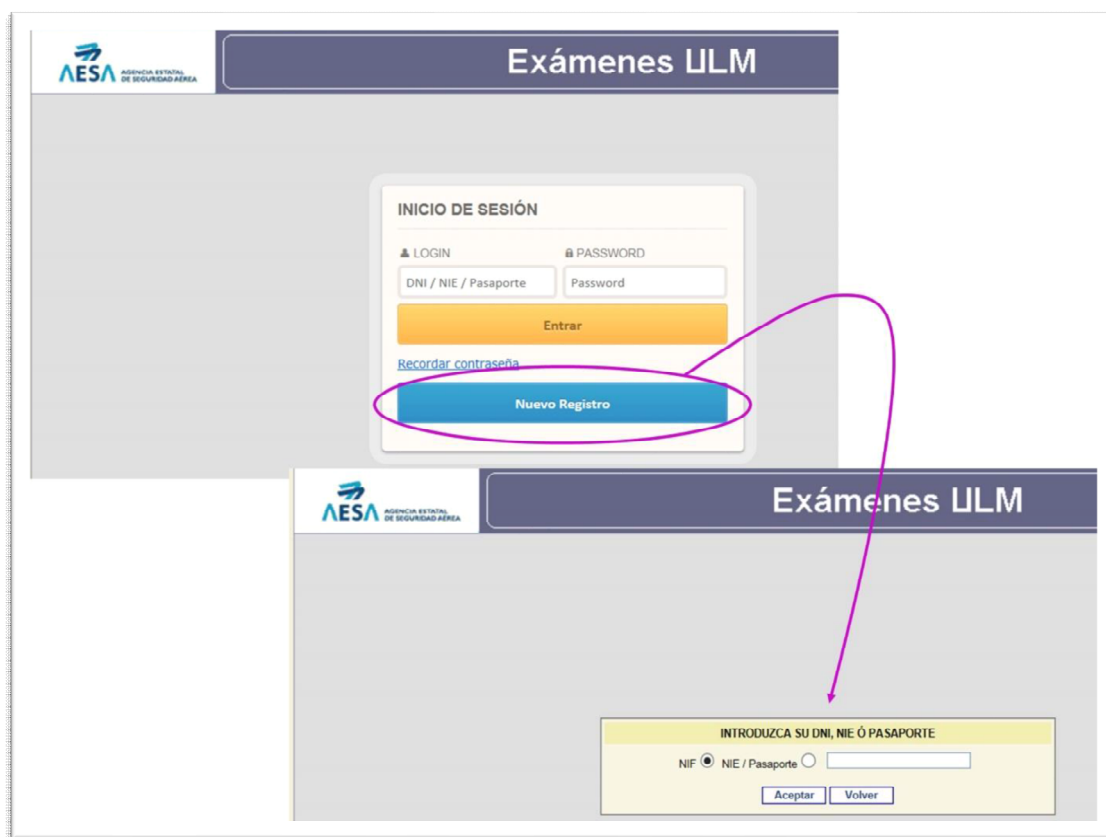 AESA AGENCIA ESTATAL
DE SEGURIDAD AÉREA
Exámenes ULM
INICIO DE SESIÓN
LOGIN PASSWORD
DNI / NIE / Pasaporte Password
Entrar
Recordar contraseña
Nuevo Registro
AESA AGENCIA ESTATAL
DE SEGURIDAD AÉREA
Exámenes ULM
INTRODUZCA SU DNI, NIE Ó PASAPORTE
NIF NIE / Pasaporte
Aceptar Volver